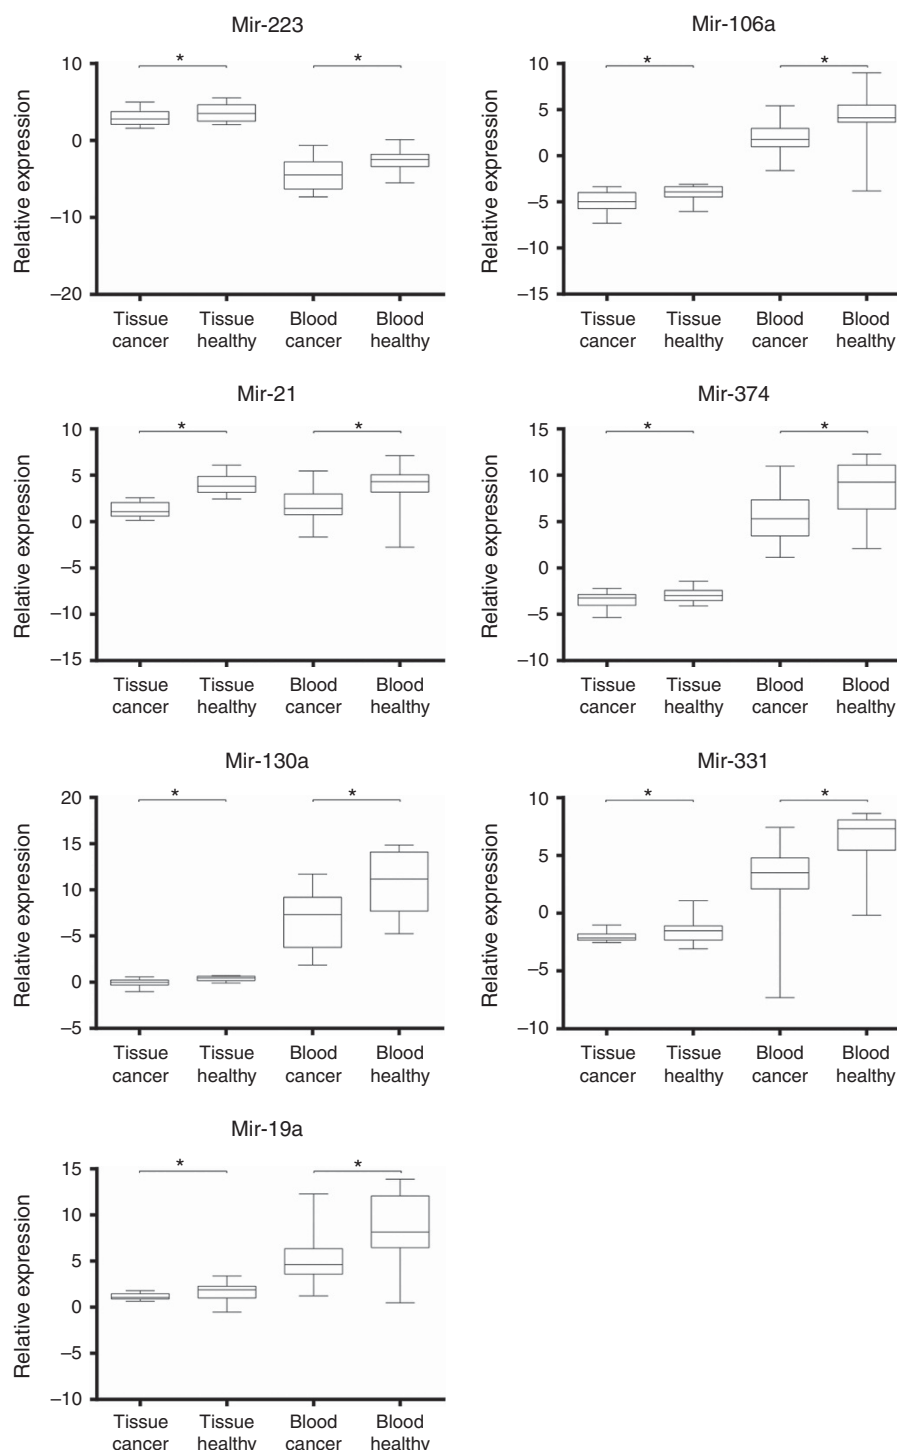 Mir-223
Relative expression
10
0
–10
–20
*
*
Tissue
cancer
Tissue
healthy
Blood
cancer
Blood
healthy
Mir-106a
Relative expression
10
5
0
–5
–10
–15
*
*
Tissue
cancer
Tissue
healthy
Blood
cancer
Blood
healthy
Mir-21
Relative expression
10
5
0
–5
–10
–15
*
*
Tissue
cancer
Tissue
healthy
Blood
cancer
Blood
healthy
Mir-374
Relative expression
15
10
5
0
–5
–10
*
*
Tissue
cancer
Tissue
healthy
Blood
cancer
Blood
healthy
Mir-130a
Relative expression
20
15
10
–5
0
–5
*
*
Tissue
cancer
Tissue
healthy
Blood
cancer
Blood
healthy
Mir-331
Relative expression
10
5
0
–5
–10
*
*
Tissue
cancer
Tissue
healthy
Blood
cancer
Blood
healthy
Mir-19a
Relative expression
15
10
5
0
–5
–10
*
*
Tissue
cancer
Tissue
healthy
Blood
cancer
Blood
healthy